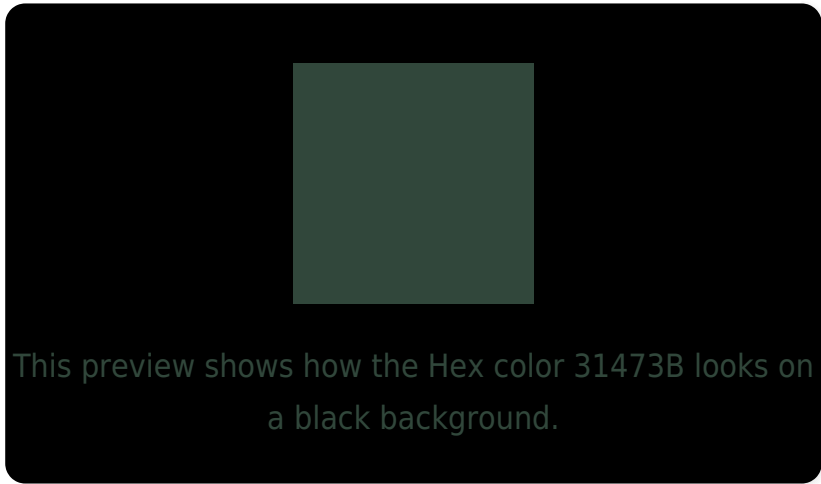 This preview shows how the Hex color 31473B looks on
a black background.